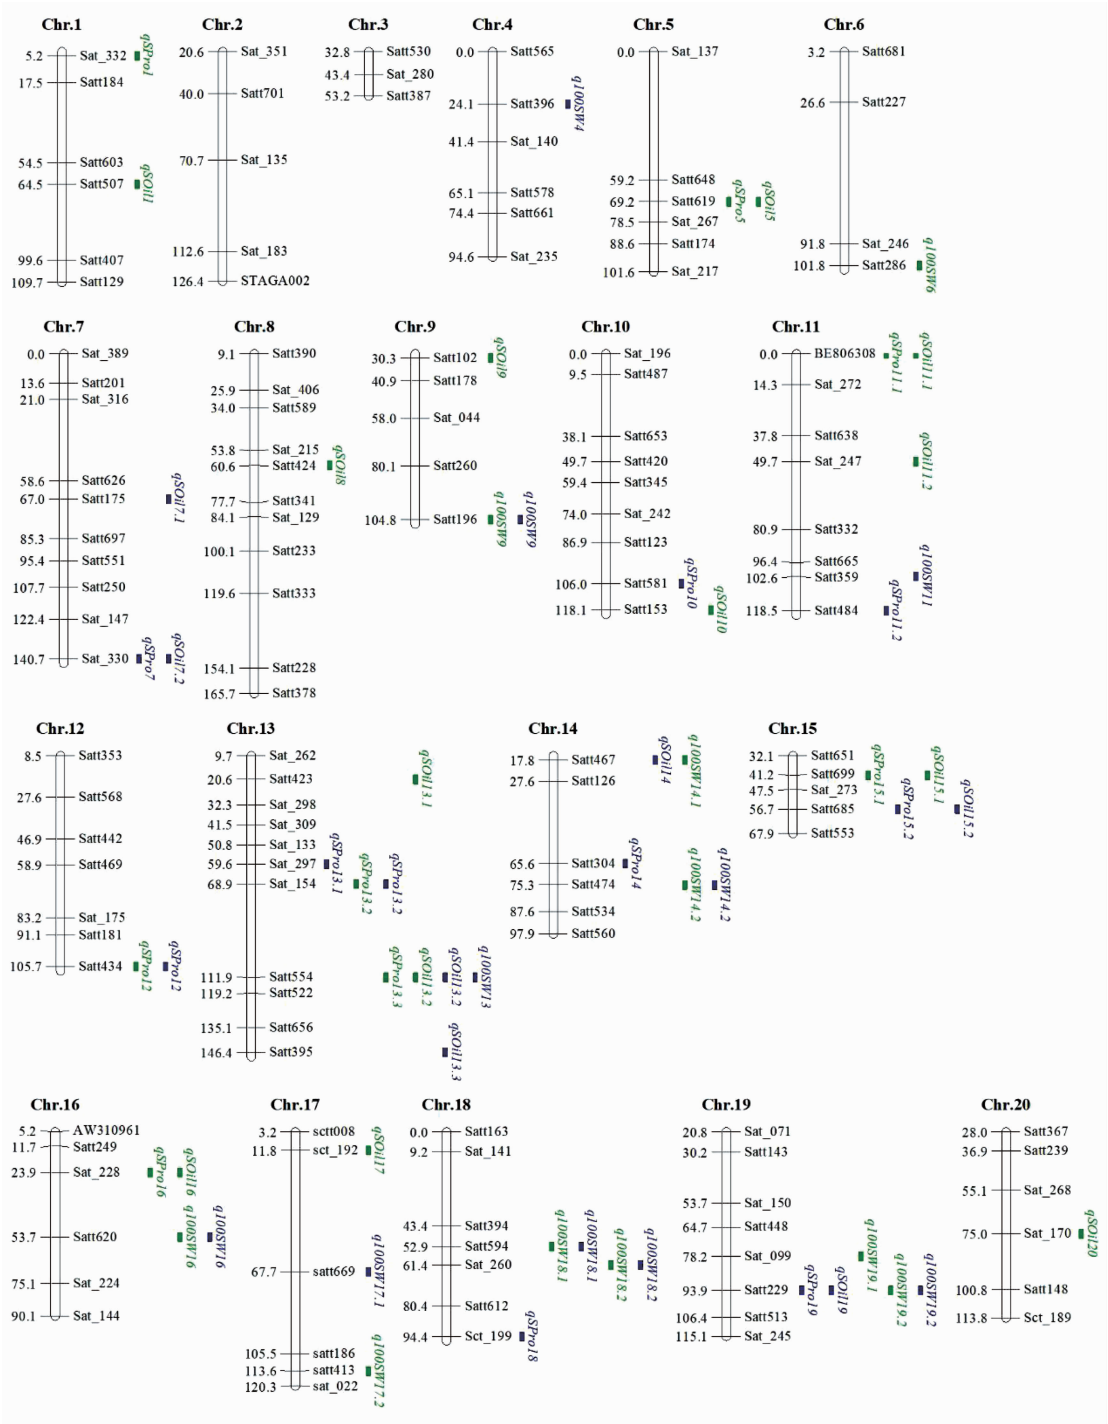 Chr.1
5.2 Sat_332 qSPro1
17.5 Satt184
54.5 Satt603
64.5 Satt507 qSOil1
99.6 Satt407
109.7 Satt129
Chr.2
20.6 Sat_351
40.0 Satt701
70.7 Sat_135
112.6 Sat_183
126.4 STAGA002
Chr.3
32.8 Satt530
43.4 Sat_280
53.2 Satt387
Chr.4
0.0 Satt565
24.1 Satt396 q100SW4
41.4 Sat_140
65.1 Satt578
74.4 Satt661
94.6 Sat_235
Chr.5
0.0 Sat_137
59.2 Satt648
69.2 Satt619 qSPro5 qSOil5
78.5 Sat_267
88.6 Satt174
101.6 Sat_217
Chr.6
3.2 Satt681
26.6 Satt227
91.8 Sat_246
101.8 Satt286 q100SW6
Chr.7
0.0 Sat_389
13.6 Satt201
21.0 Sat_316
58.6 Satt626
67.0 Satt175 qSOil7.1
85.3 Satt697
95.4 Satt551
107.7 Satt250
122.4 Sat_147
140.7 Sat_330 qSPro7 qSOil7.2
Chr.8
9.1 Satt390
25.9 Sat_406
34.0 Satt589
53.8 Sat_215
60.6 Satt424 qSOil8
77.7 Satt341
84.1 Sat_129
100.1 Satt233
119.6 Satt333
154.1 Satt228
165.7 Satt378
Chr.9
30.3 Satt102 qSOil9
40.9 Satt178
58.0 Sat_044
80.1 Satt260
104.8 Satt196 q100SW9 q100SW9
Chr.10
0.0 Sat_196
9.5 Satt487
38.1 Satt653
49.7 Satt420
59.4 Satt345
74.0 Sat_242
86.9 Satt123
106.0 Satt581 qSPro10
118.1 Satt153 qSOil10
Chr.11
0.0 BE806308 qSPro11.1 qSOil11.1
14.3 Sat_272
37.8 Satt638
49.7 Sat_247 qSOil11.2
80.9 Satt332
96.4 Satt665
102.6 Satt359 q100SW11
118.5 Satt484 qSPro11.2
Chr.12
8.5 Satt353
27.6 Satt568
46.9 Satt442
58.9 Satt469
83.2 Sat_175
91.1 Satt181
105.7 Satt434 qSPro12 qSPro12
Chr.13
9.7 Sat_262
20.6 Satt423 qSOil13.1
32.3 Sat_298
41.5 Sat_309
50.8 Sat_133
59.6 Sat_297 qSPro13.1
68.9 Sat_154 qSPro13.2 qSPro13.2
111.9 Satt554 qSPro13.3 qSOil13.2 qSOil13.2 q100SW13
119.2 Satt522
135.1 Satt656
146.4 Satt395 qSOil13.3
Chr.14
17.8 Satt467 qSOil14 q100SW14.1
27.6 Satt126
65.6 Satt304 qSPro14
75.3 Satt474 q100SW14.2 q100SW14.2
87.6 Satt534
97.9 Satt560
Chr.15
32.1 Satt651
41.2 Satt699 qSPro15.1 qSOil15.1
47.5 Sat_273
56.7 Satt685 qSPro15.2 qSOil15.2
67.9 Satt553
Chr.16
5.2 AW310961
11.7 Satt249
23.9 Sat_228 qSPro16 qSOil16
53.7 Satt620 q100SW16 q100SW16
75.1 Sat_224
90.1 Sat_144
Chr.17
3.2 sctt008
11.8 sct_192 qSOil17
67.7 satt669 q100SW17.1
105.5 satt186
113.6 satt413 q100SW17.2
120.3 sat_022
Chr.18
0.0 Satt163
9.2 Sat_141
43.4 Satt394
52.9 Satt594 q100SW18.1 q100SW18.1
61.4 Sat_260 q100SW18.2 q100SW18.2
80.4 Satt612
94.4 Sct_199 qSPro18
Chr.19
20.8 Sat_071
30.2 Satt143
53.7 Sat_150
64.7 Satt448
78.2 Sat_099 q100SW19.1
93.9 Satt229 qSPro19 qSOil19 q100SW19.2 q100SW19.2
106.4 Satt513
115.1 Sat_245
Chr.20
28.0 Satt367
36.9 Satt239
55.1 Sat_268
75.0 Sat_170 qSOil20
100.8 Satt148
113.8 Sct_189